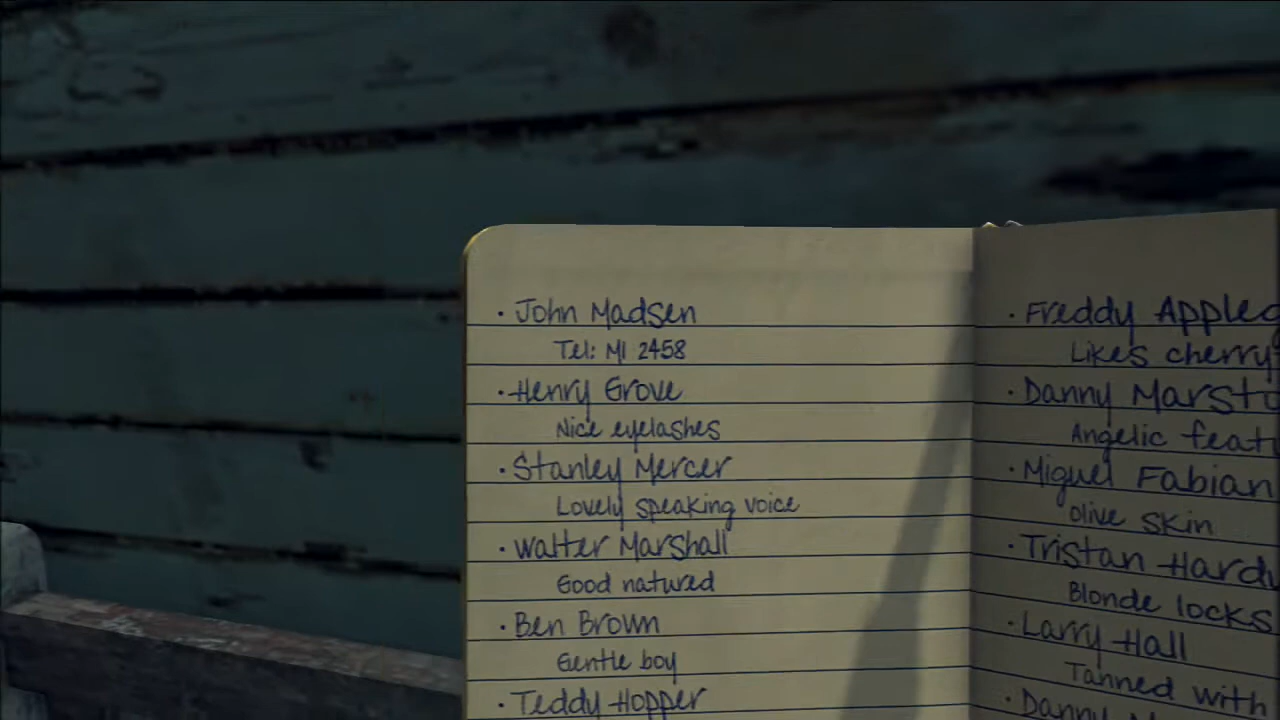 · John Madsen
Tel: MI 2458
· Henry Grove
Nice eyelashes
· Stanley Mercer
Lovely speaking voice
· Walter Marshall
Good natured
· Ben Brown
Gentle boy
· Teddy Hopper
· Freddy
Likes cherry
· Danny
Angelic
· Miguel Fabian
Olive skin
· Tristan
Blonde locks
· Larry Hall
Tanned with
· Danny